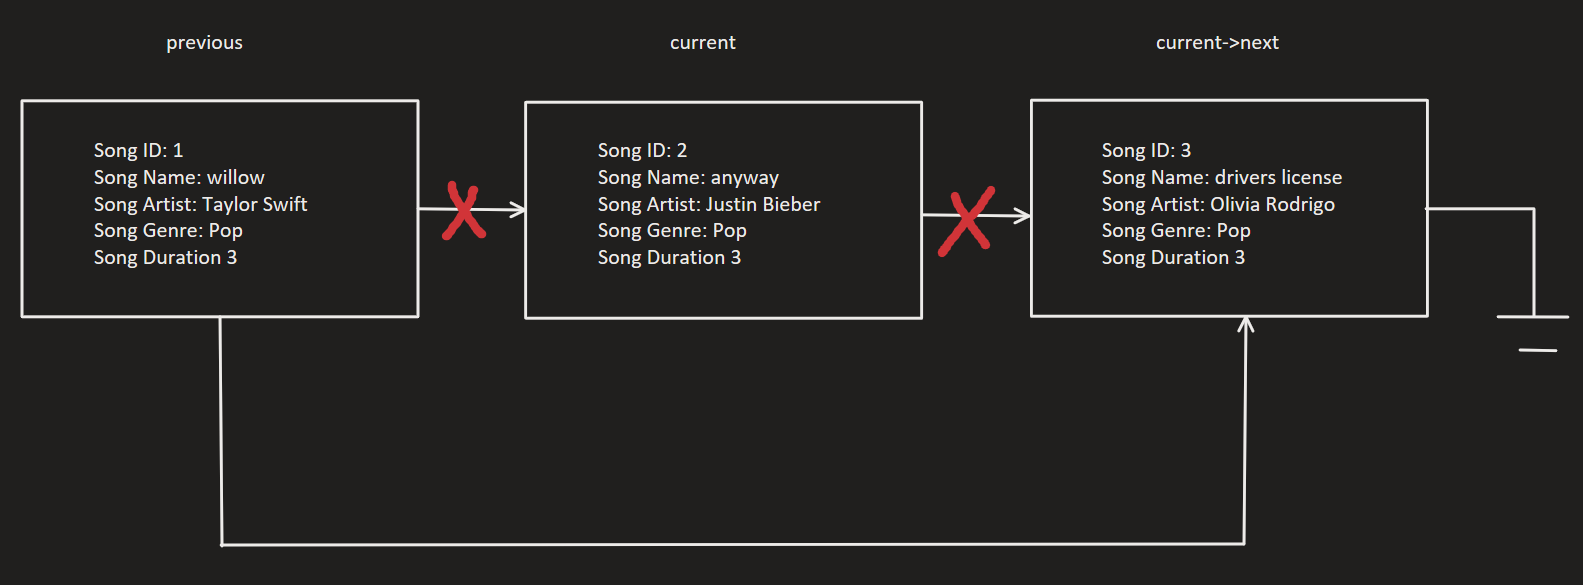 previous
current
current->next
Song ID: 1
Song Name: willow
Song Artist: Taylor Swift
Song Genre: Pop
Song Duration 3
Song ID: 2
Song Name: anyway
Song Artist: Justin Bieber
Song Genre: Pop
Song Duration 3
Song ID: 3
Song Name: drivers license
Song Artist: Olivia Rodrigo
Song Genre: Pop
Song Duration 3